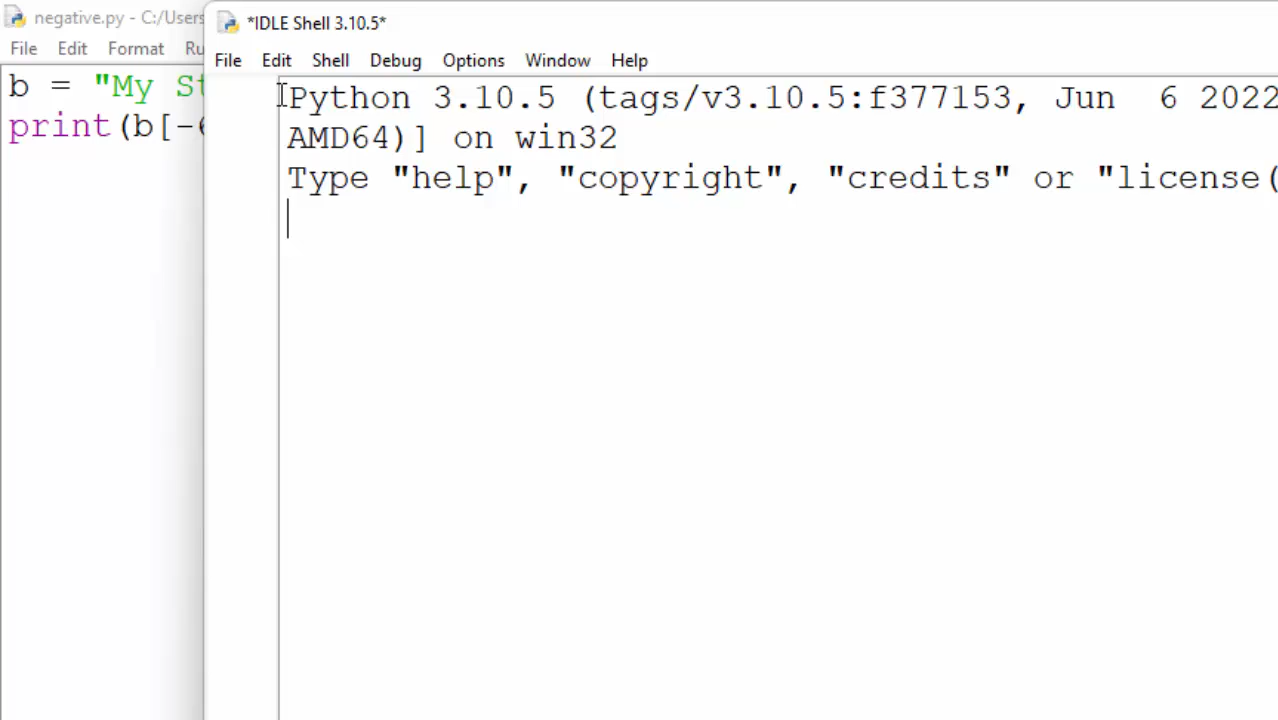 negative.py - C:/Users
File Edit Format Ru
b = "My St
print(b[-6
*IDLE Shell 3.10.5*
File Edit Shell Debug Options Window Help
Python 3.10.5 (tags/v3.10.5:f377153, Jun  6 2022
AMD64)] on win32
Type "help", "copyright", "credits" or "license(